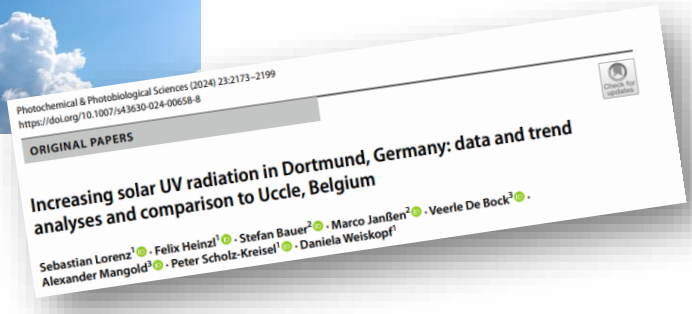 Photochemical & Photobiological Sciences (2024) 23:2173–2199
https://doi.org/10.1007/s43630-024-00658-8
ORIGINAL PAPERS
Check for
updates
Increasing solar UV radiation in Dortmund, Germany: data and trend
analyses and comparison to Uccle, Belgium
Sebastian Lorenz¹ · Felix Heinzl¹ · Stefan Bauer² · Marco Janßen² · Veerle De Bock³ ·
Alexander Mangold³ · Peter Scholz-Kreisel¹ · Daniela Weiskopf¹